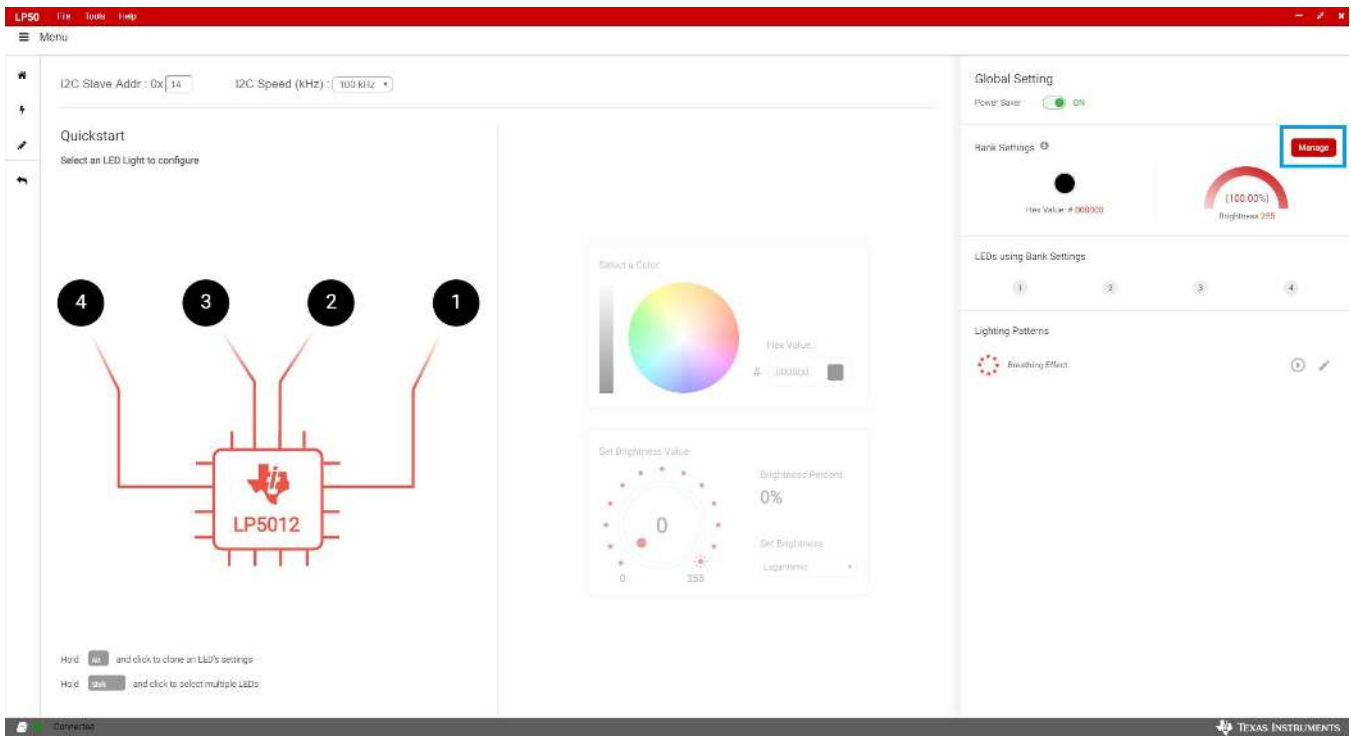 LP50 File Tools Help
Menu
I2C Slave Addr : 0x 14 I2C Speed (kHz) : 100 kHz
Quickstart
Select an LED Light to configure
4 3 2 1
LP5012
Hold Alt and click to clone an LED's settings
Hold Shift and click to select multiple LEDs
Select a Color
Hex Value :
# 000000
Set Brightness Value
0
0 255
Brightness Percent
0%
Set Brightness
Logarithmic
Global Setting
Power Saver ON
Bank Settings Manage
Hex Value: # 000000
(100.00%)
Brightness 255
LEDs using Bank Settings
1 2 3 4
Lighting Patterns
Breathing Effect
Connected
TEXAS INSTRUMENTS